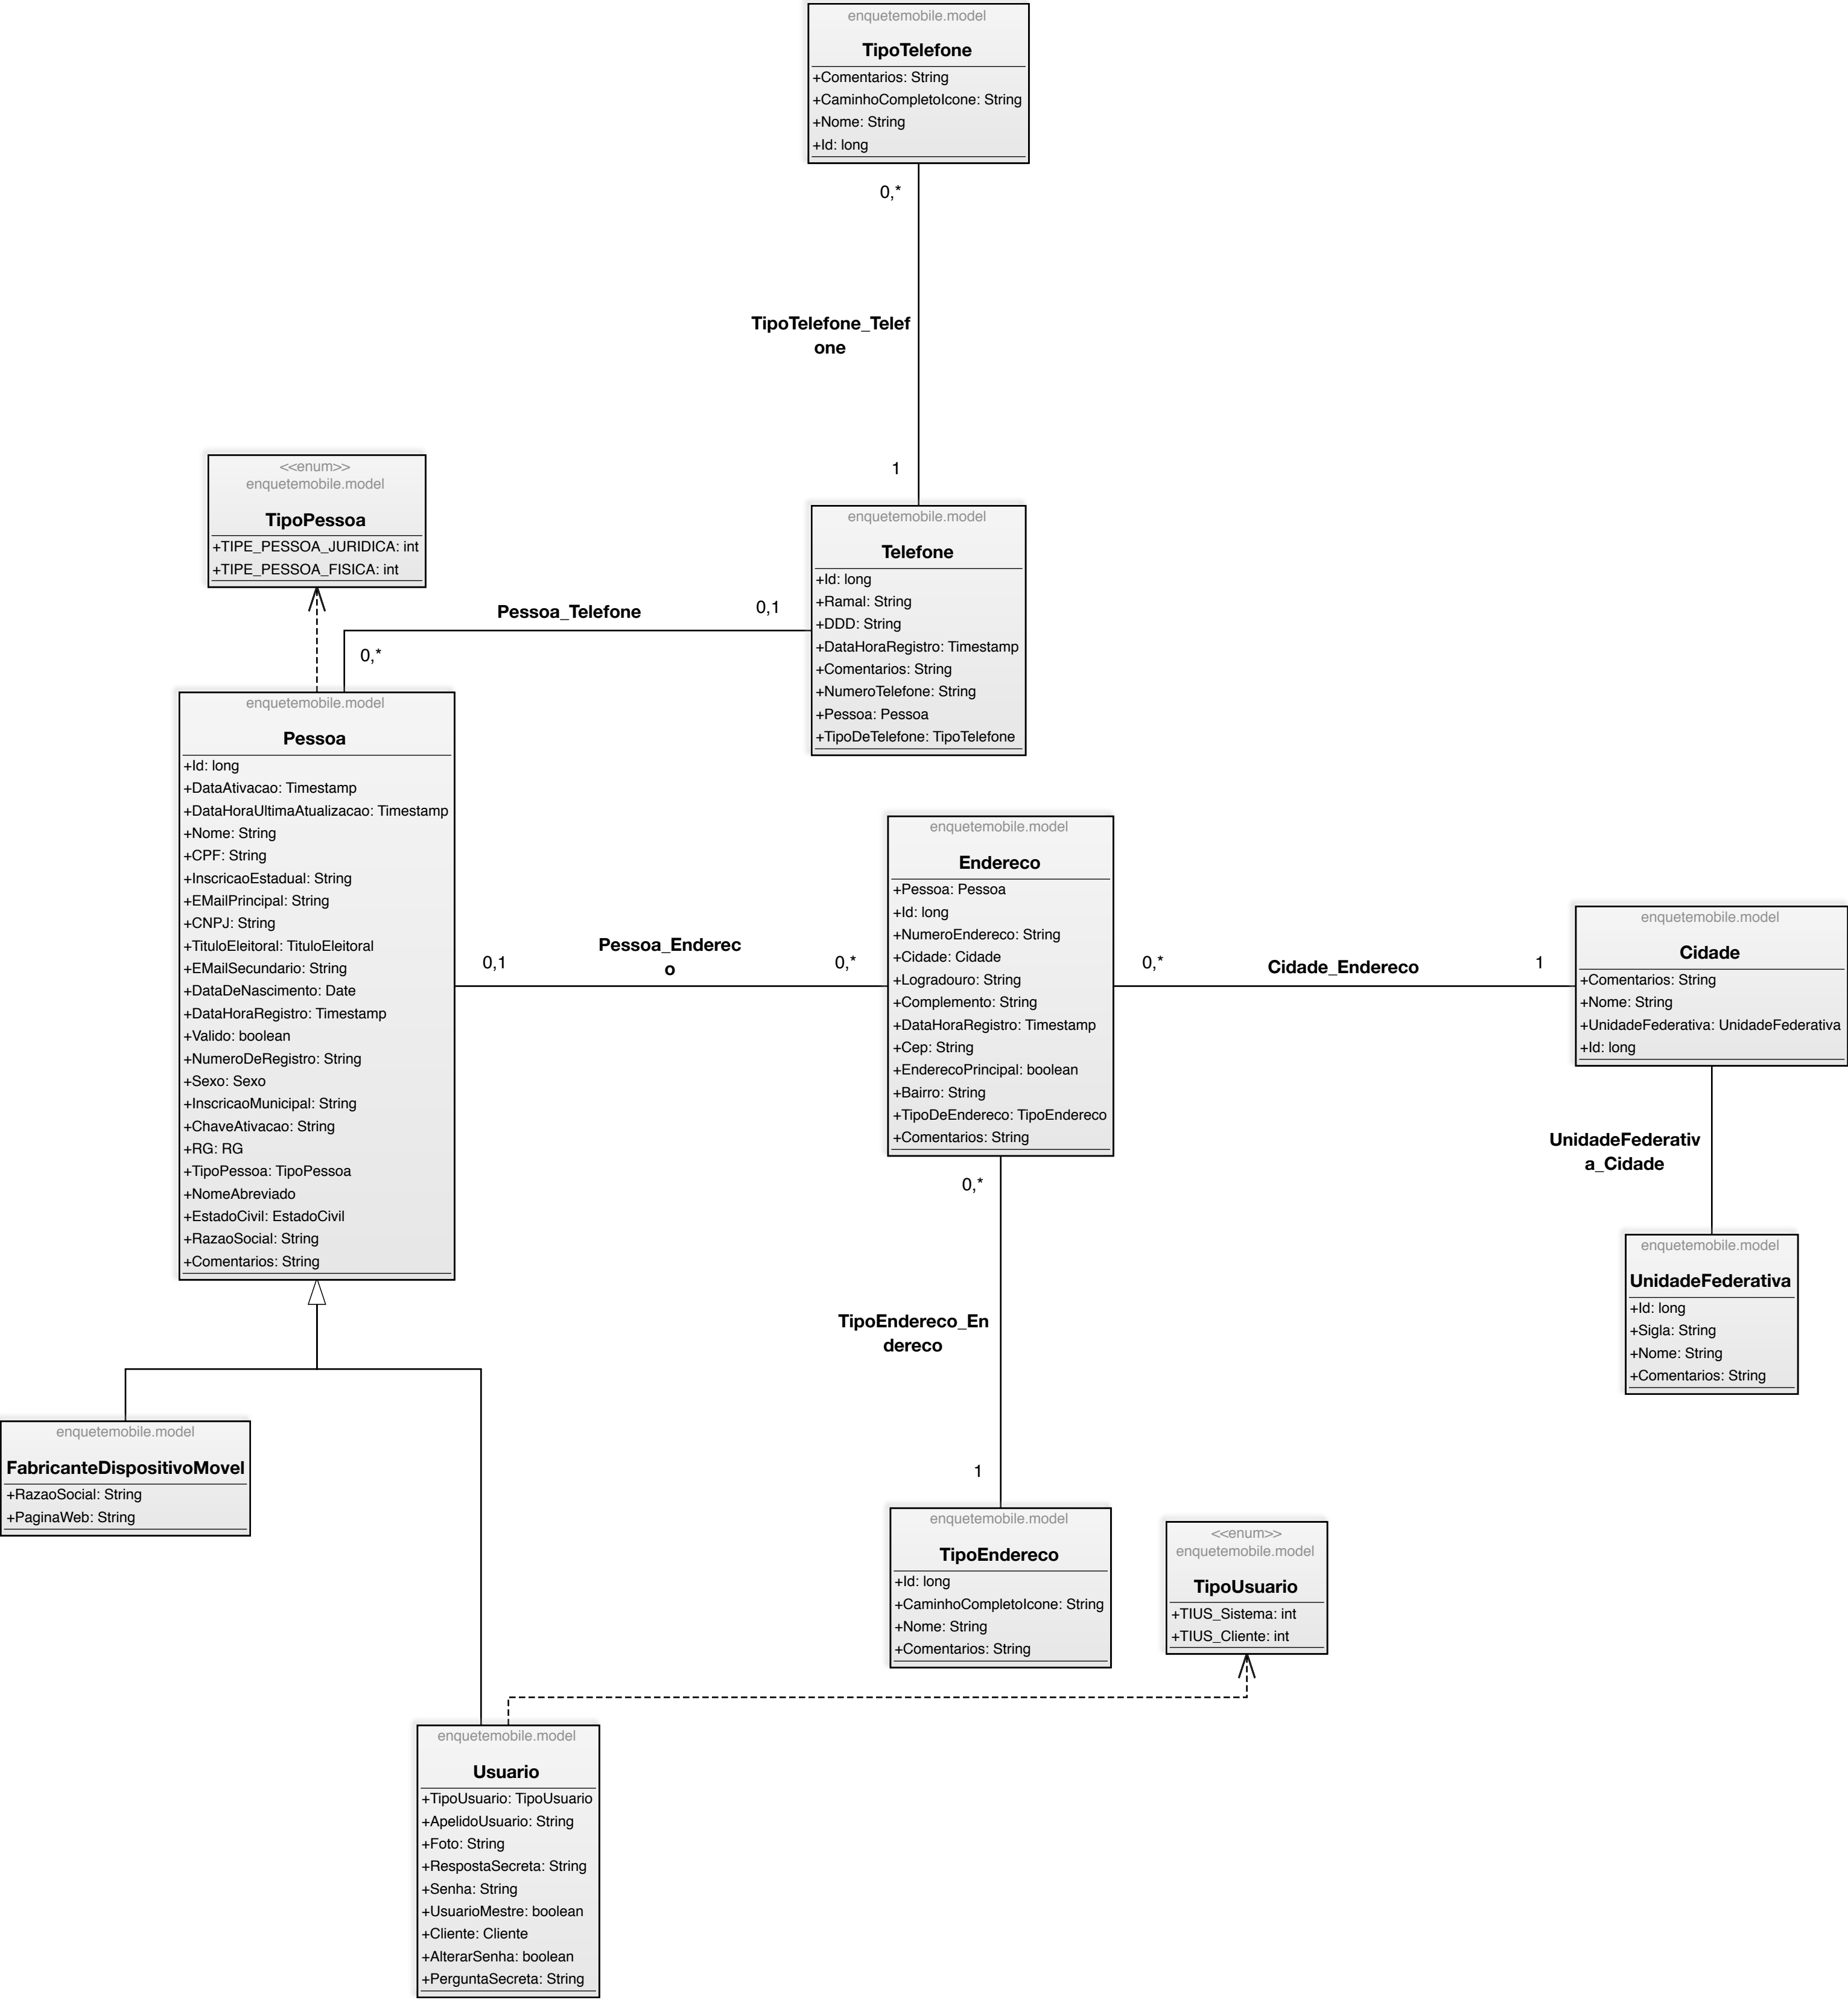 enquetemobile.model
TipoTelefone
+Comentarios: String
+CaminhoCompletoIcone: String
+Nome: String
+Id: long
0,*
TipoTelefone_Telef
one
1
<<enum>>
enquetemobile.model
TipoPessoa
+TIPE_PESSOA_JURIDICA: int
+TIPE_PESSOA_FISICA: int
enquetemobile.model
Telefone
+Id: long
+Ramal: String
+DDD: String
+DataHoraRegistro: Timestamp
+Comentarios: String
+NumeroTelefone: String
+Pessoa: Pessoa
+TipoDeTelefone: TipoTelefone
Pessoa_Telefone
0,1
0,*
enquetemobile.model
Pessoa
+Id: long
+DataAtivacao: Timestamp
+DataHoraUltimaAtualizacao: Timestamp
+Nome: String
+CPF: String
+InscricaoEstadual: String
+EMailPrincipal: String
+CNPJ: String
+TituloEleitoral: TituloEleitoral
+EMailSecundario: String
+DataDeNascimento: Date
+DataHoraRegistro: Timestamp
+Valido: boolean
+NumeroDeRegistro: String
+Sexo: Sexo
+InscricaoMunicipal: String
+ChaveAtivacao: String
+RG: RG
+TipoPessoa: TipoPessoa
+NomeAbreviado
+EstadoCivil: EstadoCivil
+RazaoSocial: String
+Comentarios: String
0,1
Pessoa_Enderec
o
0,*
enquetemobile.model
Endereco
+Pessoa: Pessoa
+Id: long
+NumeroEndereco: String
+Cidade: Cidade
+Logradouro: String
+Complemento: String
+DataHoraRegistro: Timestamp
+Cep: String
+EnderecoPrincipal: boolean
+Bairro: String
+TipoDeEndereco: TipoEndereco
+Comentarios: String
0,*
Cidade_Endereco
1
enquetemobile.model
Cidade
+Comentarios: String
+Nome: String
+UnidadeFederativa: UnidadeFederativa
+Id: long
UnidadeFederativ
a_Cidade
enquetemobile.model
UnidadeFederativa
+Id: long
+Sigla: String
+Nome: String
+Comentarios: String
0,*
TipoEndereco_En
dereco
1
enquetemobile.model
FabricanteDispositivoMovel
+RazaoSocial: String
+PaginaWeb: String
enquetemobile.model
TipoEndereco
+Id: long
+CaminhoCompletoIcone: String
+Nome: String
+Comentarios: String
<<enum>>
enquetemobile.model
TipoUsuario
+TIUS_Sistema: int
+TIUS_Cliente: int
enquetemobile.model
Usuario
+TipoUsuario: TipoUsuario
+ApelidoUsuario: String
+Foto: String
+RespostaSecreta: String
+Senha: String
+UsuarioMestre: boolean
+Cliente: Cliente
+AlterarSenha: boolean
+PerguntaSecreta: String